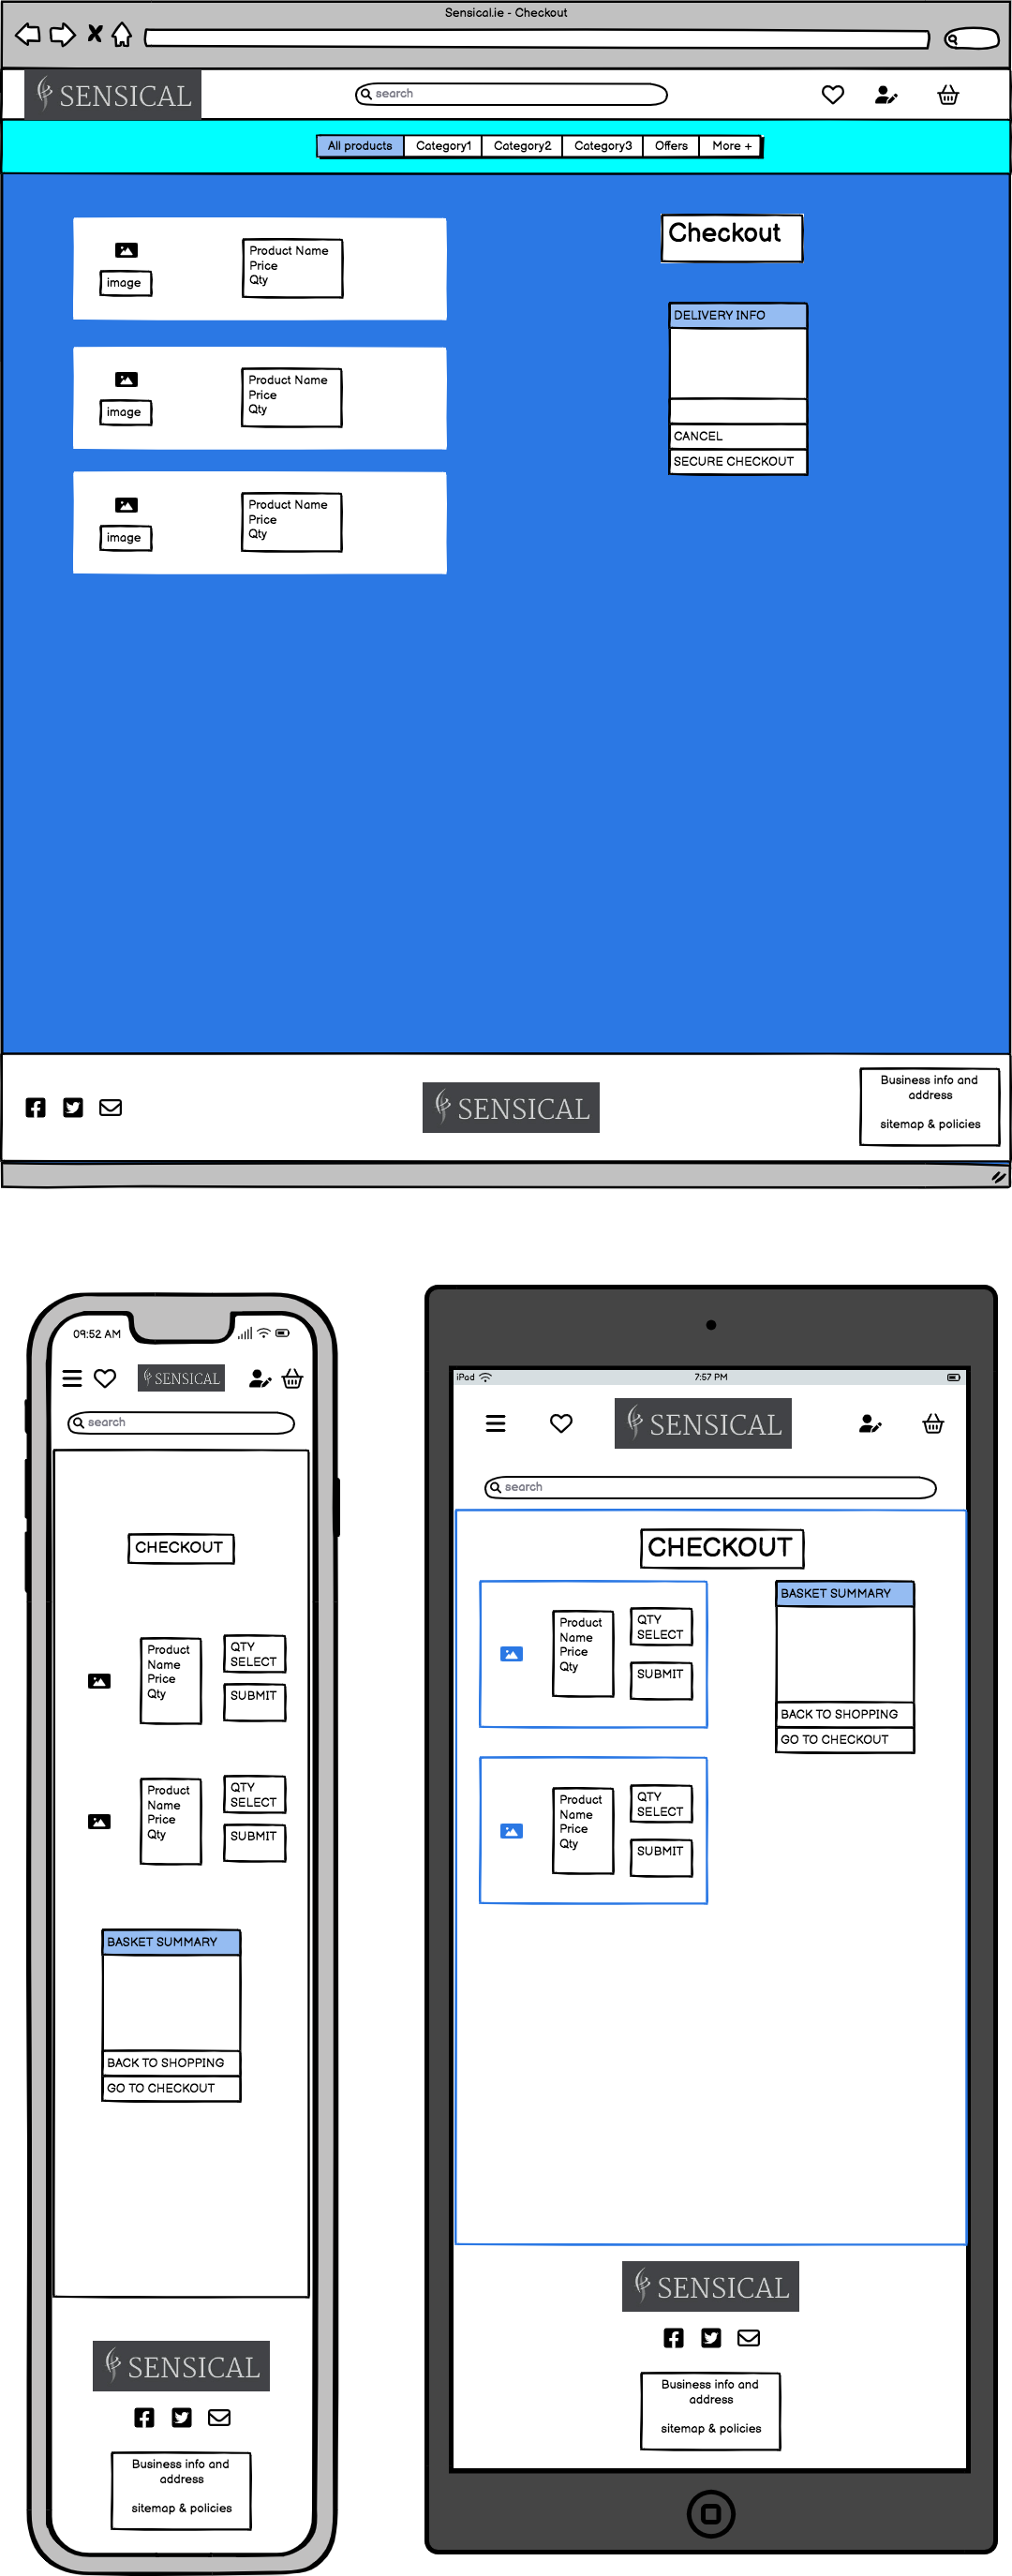 Sensical.ie - Checkout
SENSICAL
search
All products Category1 Category2 Category3 Offers More +
Product Name
Price
Qty
image
Product Name
Price
Qty
image
Product Name
Price
Qty
image
Checkout
DELIVERY INFO
CANCEL
SECURE CHECKOUT
SENSICAL
Business info and
address
sitemap & policies
09:52 AM
SENSICAL
search
CHECKOUT
Product
Name
Price
Qty
QTY
SELECT
SUBMIT
Product
Name
Price
Qty
QTY
SELECT
SUBMIT
BASKET SUMMARY
BACK TO SHOPPING
GO TO CHECKOUT
SENSICAL
Business info and
address
sitemap & policies
iPad 7:57 PM
SENSICAL
search
CHECKOUT
Product
Name
Price
Qty
QTY
SELECT
SUBMIT
Product
Name
Price
Qty
QTY
SELECT
SUBMIT
BASKET SUMMARY
BACK TO SHOPPING
GO TO CHECKOUT
SENSICAL
Business info and
address
sitemap & policies